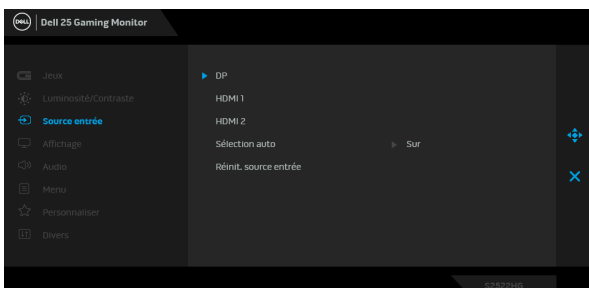 DELL Dell 25 Gaming Monitor
Jeux
Luminosité/Contraste
Source entrée
Affichage
Audio
Menu
Personnaliser
Divers
DP
HDMI 1
HDMI 2
Sélection auto Sur
Réinit. source entrée
S2522HG